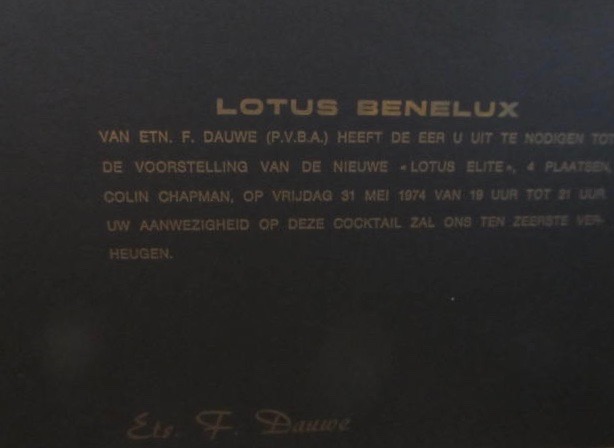 LOTUS BENELUX
VAN ETN. F. DAUWE (P.V.B.A.) HEEFT DE EER U UIT TE NODIGEN TOT
DE VOORSTELLING VAN DE NIEUWE «LOTUS ELITE», 4 PLAATSEN,
COLIN CHAPMAN, OP VRIJDAG 31 MEI 1974 VAN 19 UUR TOT 21 UUR.
UW AANWEZIGHEID OP DEZE COCKTAIL ZAL ONS TEN ZEERSTE VER-
HEUGEN.
Ets. F. Dauwe